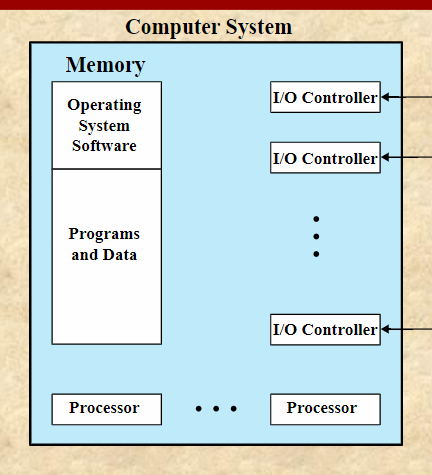 Computer System
Memory
Operating
System
Software
Programs
and Data
I/O Controller
I/O Controller
I/O Controller
Processor
Processor